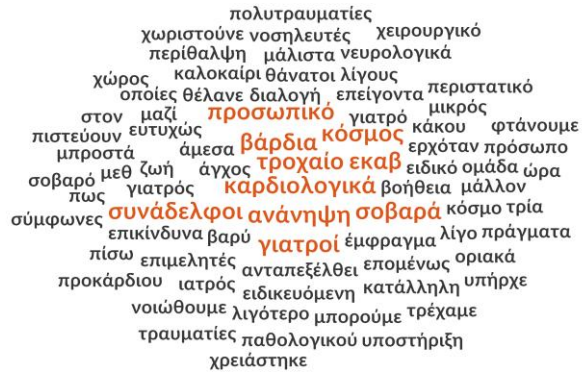 πολυτραυματίες
χωριστούνε νοσηλευτές χειρουργικό
περίθαλψη μάλιστα νευρολογικά
χώρος καλοκαίρι θάνατοι λίγους
οποίες θέλανε διαλογή επείγοντα περιστατικό
στον μαζί προσωπικό γιατρό μικρός
πιστεύουν ευτυχώς βάρδια κόσμος κάκου φτάνουμε
μπροστά άμεσα τροχαίο εκαβ ερχόταν πρόσωπο
σοβαρό μεθ ζωή άγχος ειδικό ομάδα ώρα
πως γιατρός καρδιολογικά βοήθεια μάλλον
σύμφωνες συνάδελφοι ανάνηψη σοβαρά κόσμο τρία
επικίνδυνα βαρύ γιατροί έμφραγμα λίγο πράγματα
πίσω επιμελητές ανταπεξέλθει επομένως οριακά
προκάρδιου ιατρός ειδικευόμενη κατάλληλη υπήρχε
νοιώθουμε λιγότερο μπορούμε τρέχαμε
τραυματίες παθολογικού υποστήριξη
χρειάστηκε